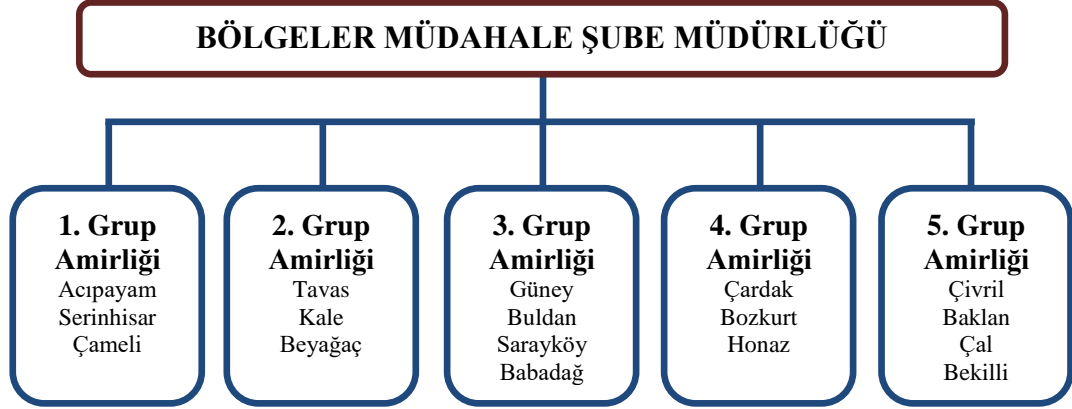 BÖLGELER MÜDAHALE ŞUBE MÜDÜRLÜĞÜ
1. Grup
Amirliği
Acıpayam
Serinhisar
Çameli
2. Grup
Amirliği
Tavas
Kale
Beyağaç
3. Grup
Amirliği
Güney
Buldan
Sarayköy
Babadağ
4. Grup
Amirliği
Çardak
Bozkurt
Honaz
5. Grup
Amirliği
Çivril
Baklan
Çal
Bekilli